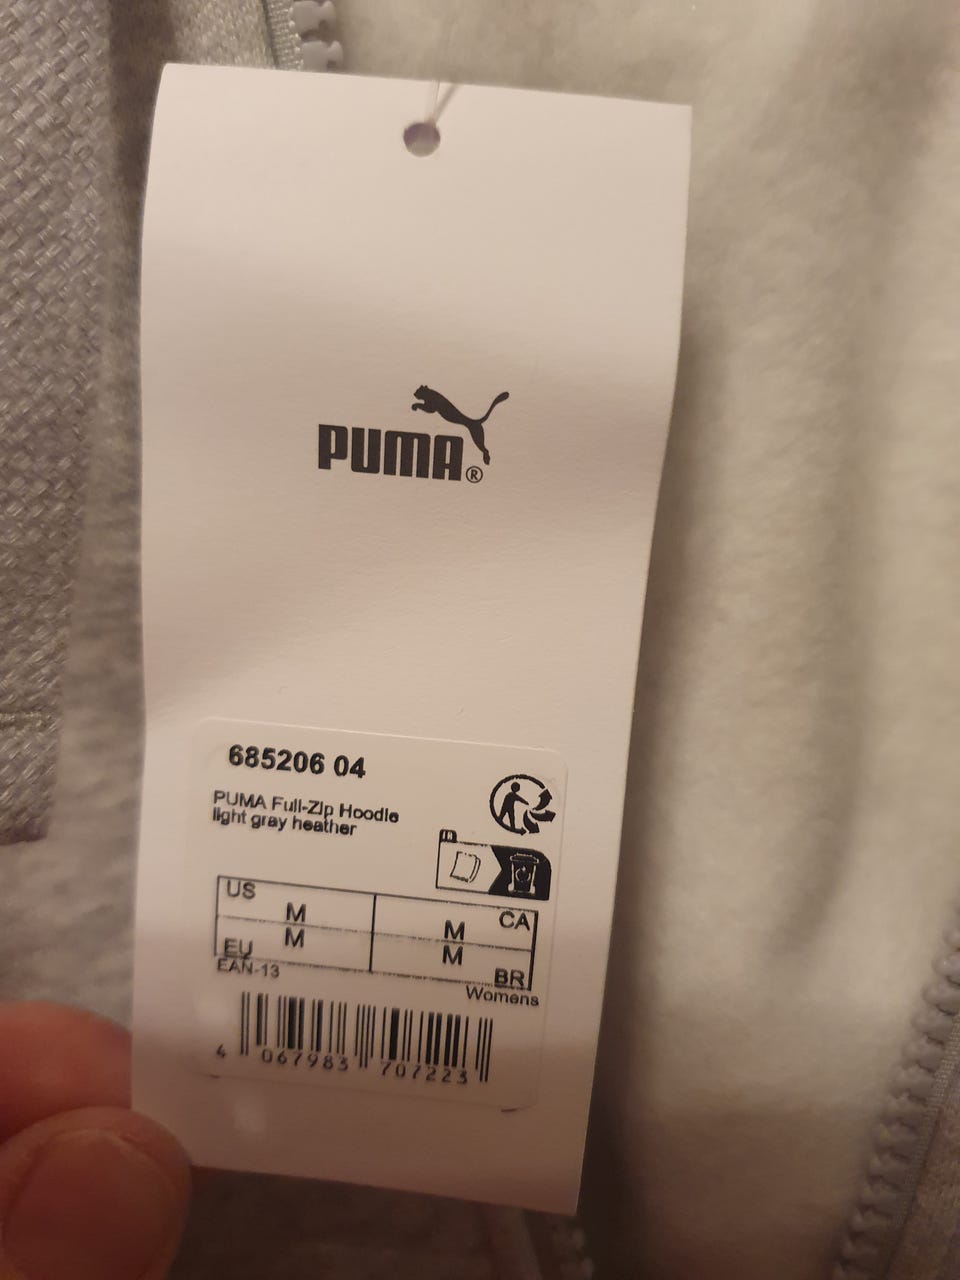 PUMA®
685206 04
PUMA Full-Zip Hoodie
light gray heather
FR
US M M CA
EU M M BR
EAN-13
Womens
4 067983 707223